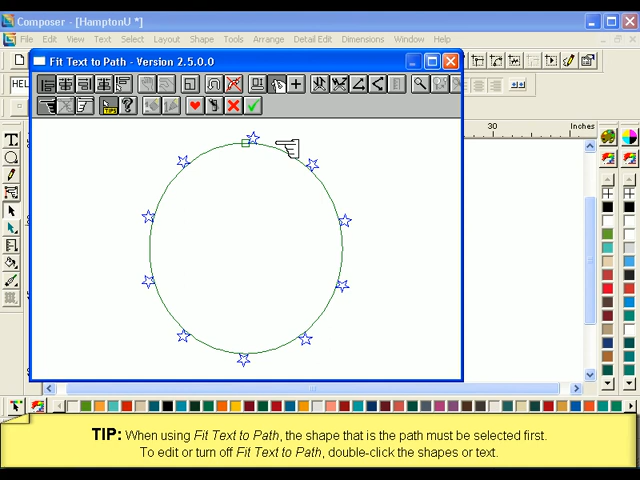 Composer - [HamptonU *]
File Edit View Text Select Layout Shape Tools Arrange Detail Edit Dimensions Window Help
Fit Text to Path - Version 2.5.0.0
HEL
TIPS
30 Inches
TIP: When using Fit Text to Path, the shape that is the path must be selected first.
To edit or turn off Fit Text to Path, double-click the shapes or text.